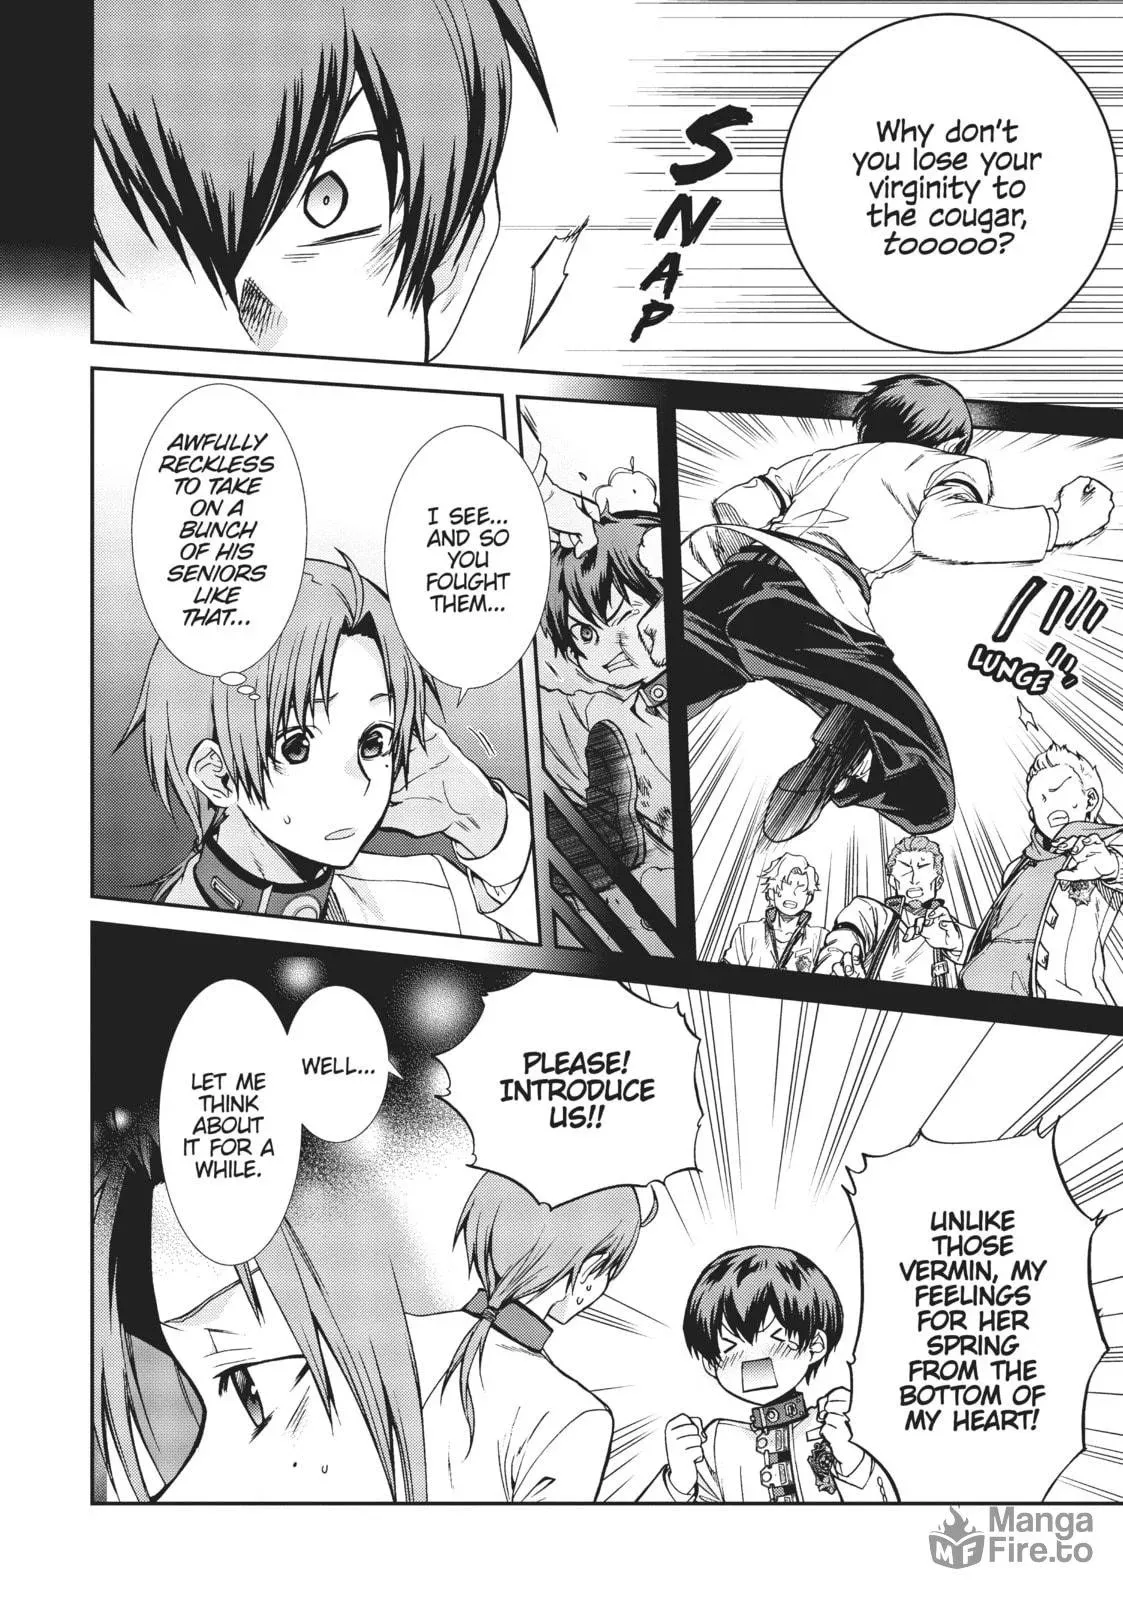 Why don't
you lose your
virginity to
the cougar,
tooooo?
SNAP
LUNGE
I SEE...
AND SO
YOU
FOUGHT
THEM...
AWFULLY
RECKLESS
TO TAKE
ON A
BUNCH
OF HIS
SENIORS
LIKE
THAT...
UNLIKE
THOSE
VERMIN, MY
FEELINGS
FOR HER
SPRING
FROM THE
BOTTOM OF
MY HEART!
PLEASE!
INTRODUCE
US!!
WELL...
LET ME
THINK
ABOUT
IT FOR A
WHILE.
MF
Manga
Fire.to